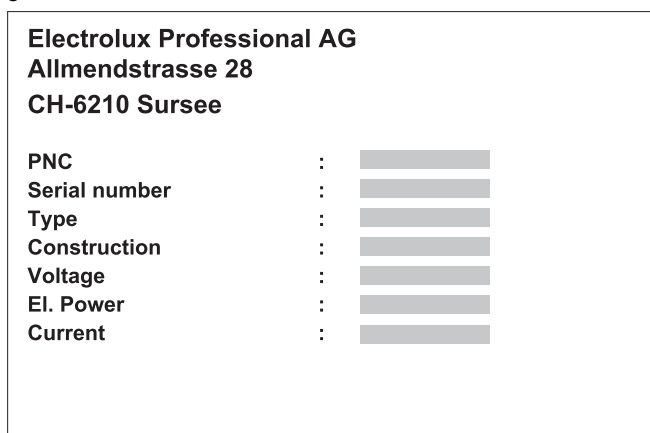 Electrolux Professional AG
Allmendstrasse 28
CH-6210 Sursee
PNC :
Serial number :
Type :
Construction :
Voltage :
El. Power :
Current :